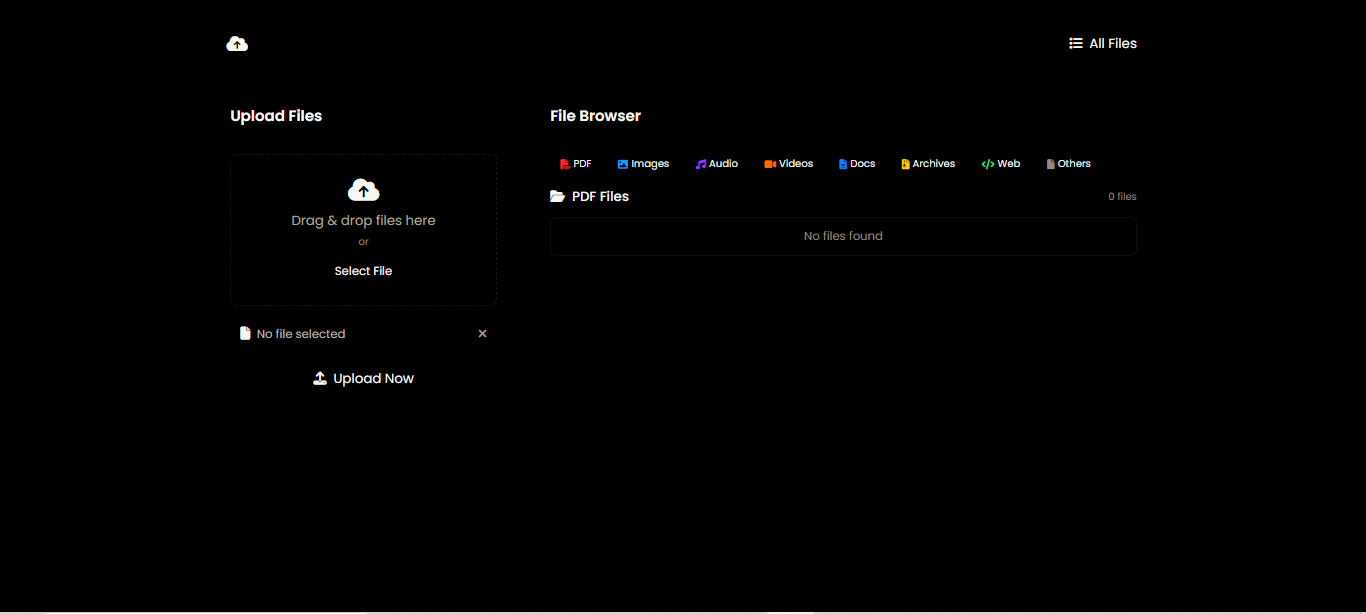 All Files
Upload Files
Drag & drop files here
or
Select File
No file selected
Upload Now
File Browser
PDF Images Audio Videos Docs Archives Web Others
PDF Files 0 files
No files found